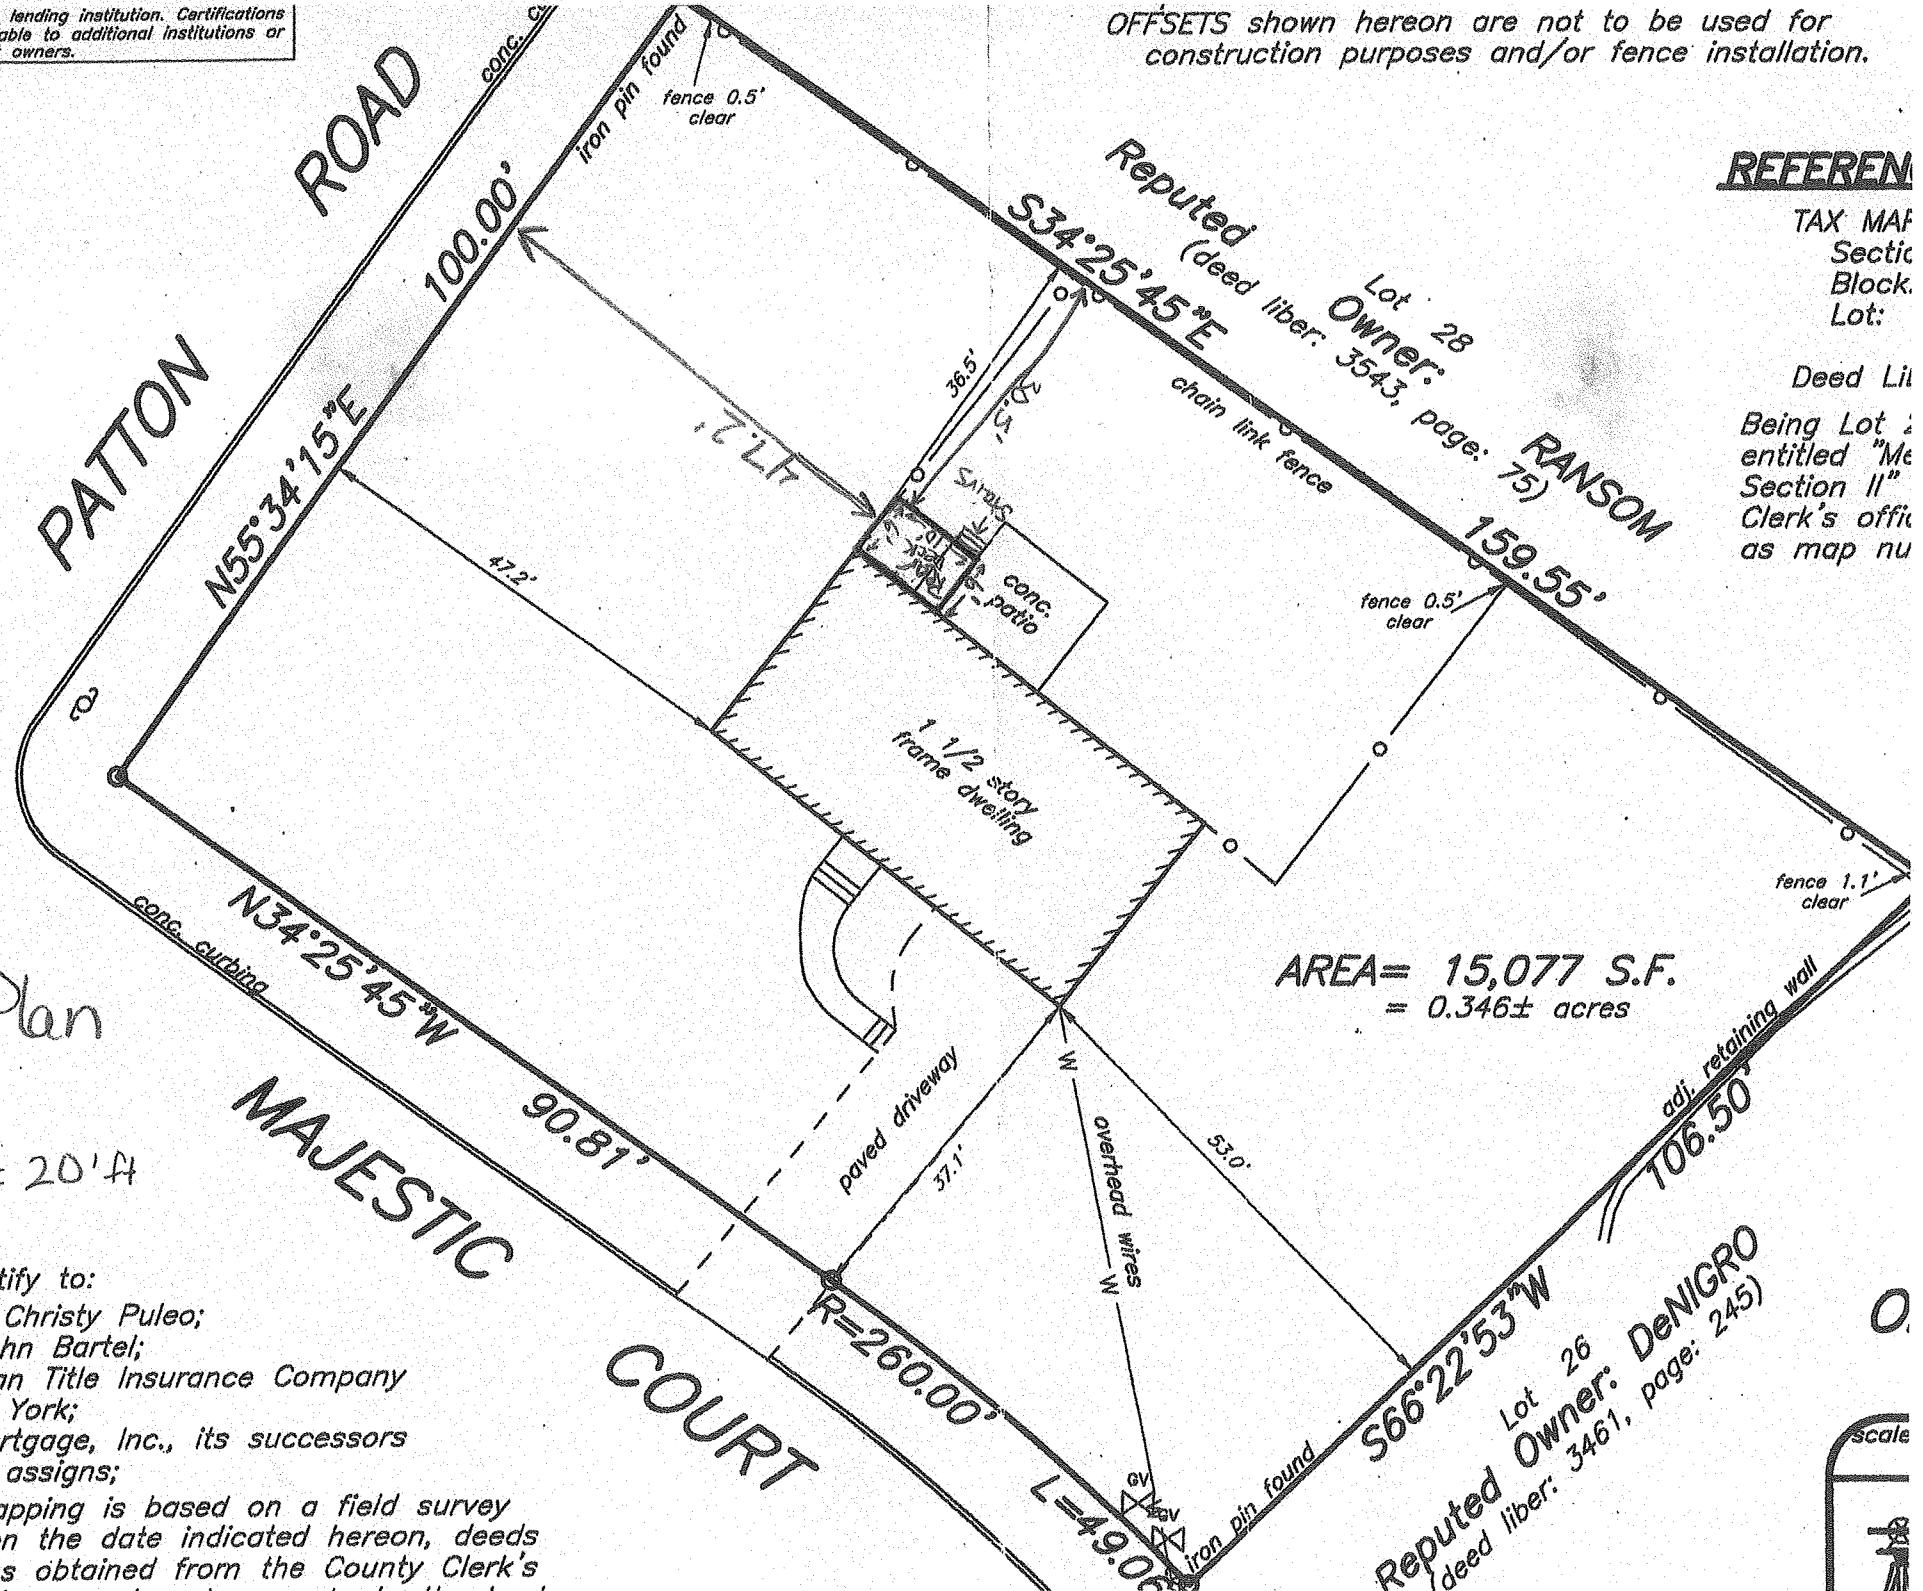 lending institution. Certifications
able to additional institutions or
owners.
OFFSETS shown hereon are not to be used for
construction purposes and/or fence installation.
ROAD
conc.
iron pin found
fence 0.5'
clear
100.00'
Reputed Owner: RANSOM
(deed liber: 3543, page: 75)
Lot 28
S34°25'45"E
REFEREN
TAX MAP
Sectio
Block
Lot:
Deed Li
Being Lot
entitled "Me
Section II"
Clerk's offi
as map nu
PATTON
N55°34'15"E
36.5'
47.2'
chain link fence
159.55'
47.2'
Stairs
conc.
patio
fence 0.5'
clear
1 1/2 story
frame dwelling
fence 1.1'
clear
N34°25'45"W
conc. curbing
AREA= 15,077 S.F.
= 0.346± acres
Plan
adj. retaining wall
106.50'
MAJESTIC
90.81'
paved driveway
37.1'
W
overhead wires
W
53.0'
= 20'ft
COURT
R=260.00'
L=49.06
GV
GV
iron pin found
S66°22'53"W
Lot 26
Reputed Owner: DeNIGRO
(deed liber: 3461, page: 245)
tify to:
Christy Puleo;
hn Bartel;
an Title Insurance Company
York;
rtgage, Inc., its successors
assigns;
apping is based on a field survey
n the date indicated hereon, deeds
s obtained from the County Clerk's
scale